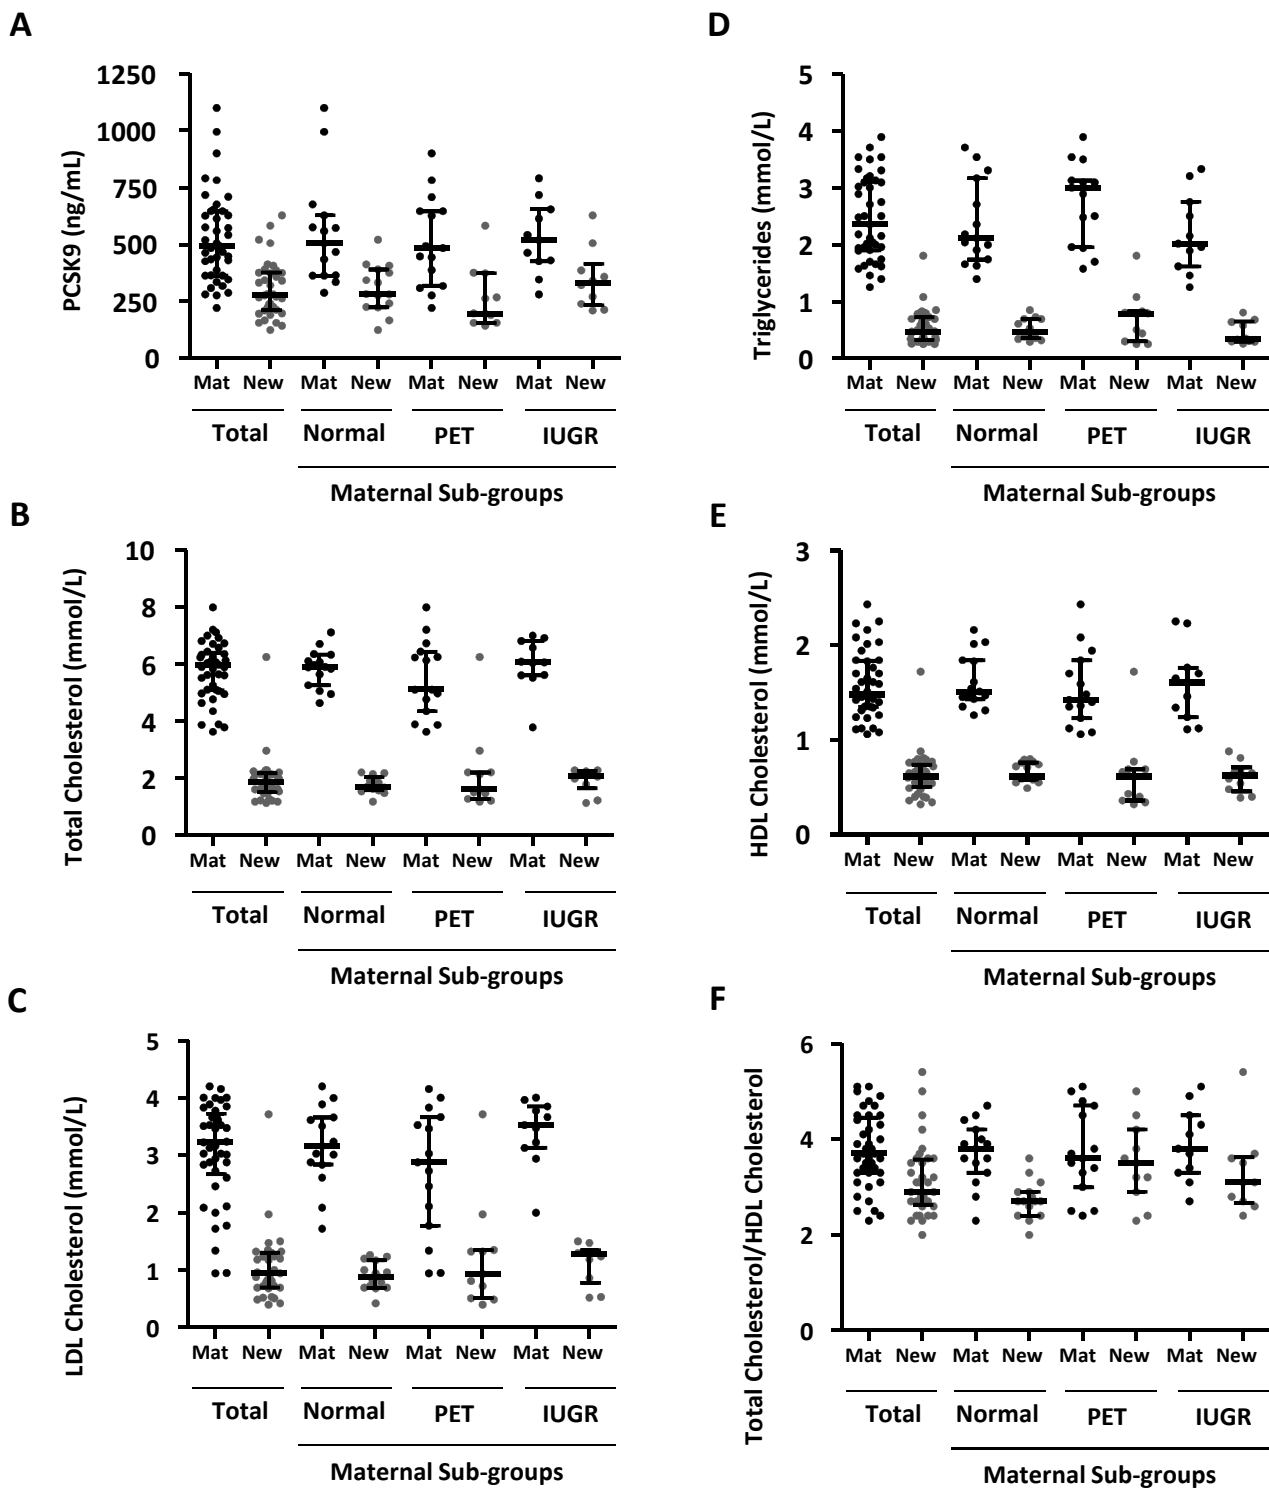 A
PCSK9 (ng/mL)
1250
1000
750
500
250
0
Mat New Mat New Mat New Mat New
Total Normal PET IUGR
Maternal Sub-groups
B
Total Cholesterol (mmol/L)
10
8
6
4
2
0
Mat New Mat New Mat New Mat New
Total Normal PET IUGR
Maternal Sub-groups
C
LDL Cholesterol (mmol/L)
5
4
3
2
1
0
Mat New Mat New Mat New Mat New
Total Normal PET IUGR
Maternal Sub-groups
D
Triglycerides (mmol/L)
5
4
3
2
1
0
Mat New Mat New Mat New Mat New
Total Normal PET IUGR
Maternal Sub-groups
E
HDL Cholesterol (mmol/L)
3
2
1
0
Mat New Mat New Mat New Mat New
Total Normal PET IUGR
Maternal Sub-groups
F
Total Cholesterol/HDL Cholesterol
6
4
2
0
Mat New Mat New Mat New Mat New
Total Normal PET IUGR
Maternal Sub-groups